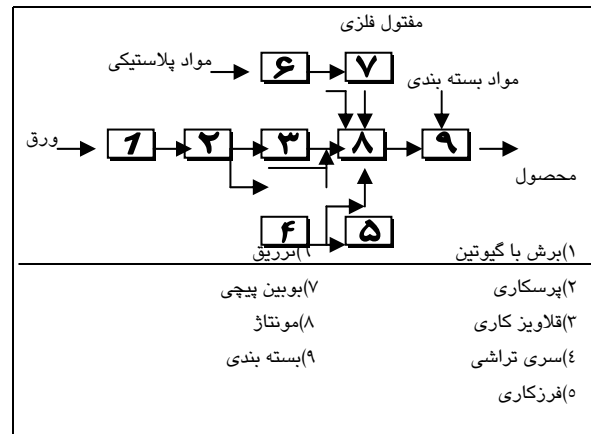 مفتول فلزی
مواد پلاستیکی
۶
۷
مواد بسته بندی
ورق
1
۲
۳
۸
۹
محصول
۴
۵
۱)برش با گیوتین
۶)تزریق
۲)پرسکاری
۷)بوبین پیچی
۳)قلاویز کاری
۸)مونتاژ
٤)سری تراشی
۹)بسته بندی
٥)فرزکاری